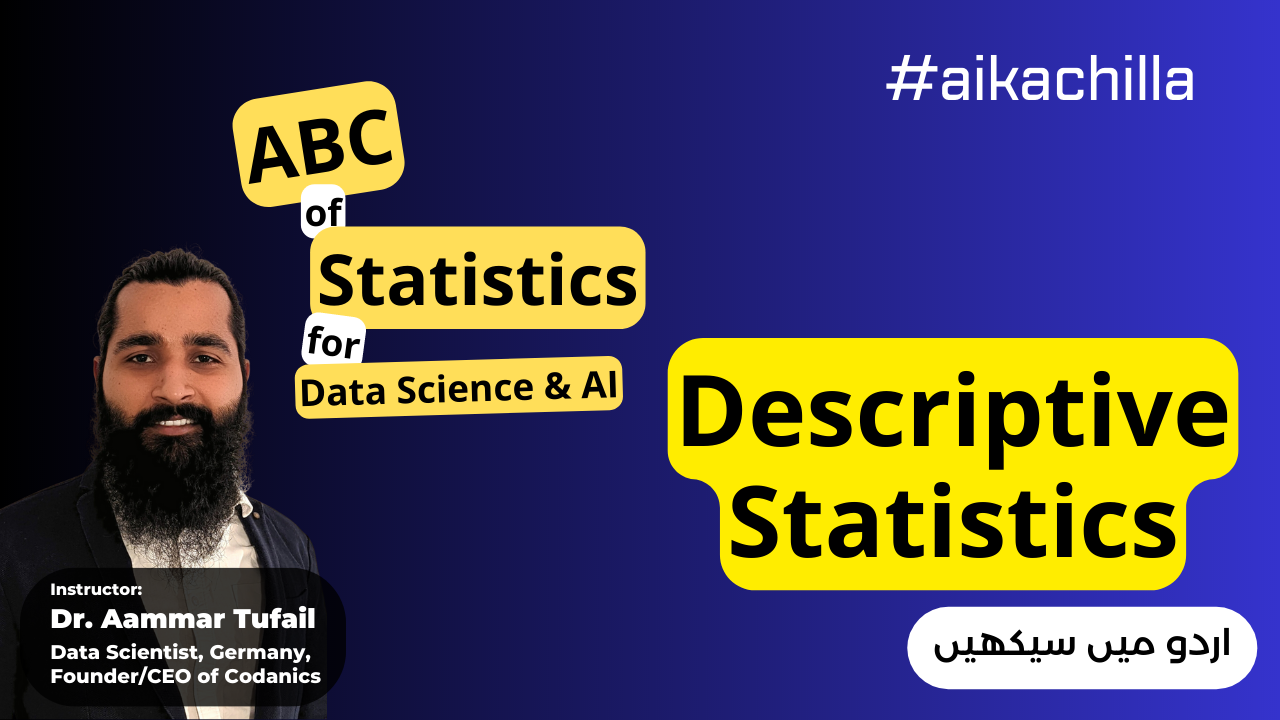 #aikachilla
ABC
of
Statistics
for
Data Science & AI
Descriptive
Statistics
اردو میں سیکھیں
Instructor:
Dr. Aammar Tufail
Data Scientist, Germany,
Founder/CEO of Codanics